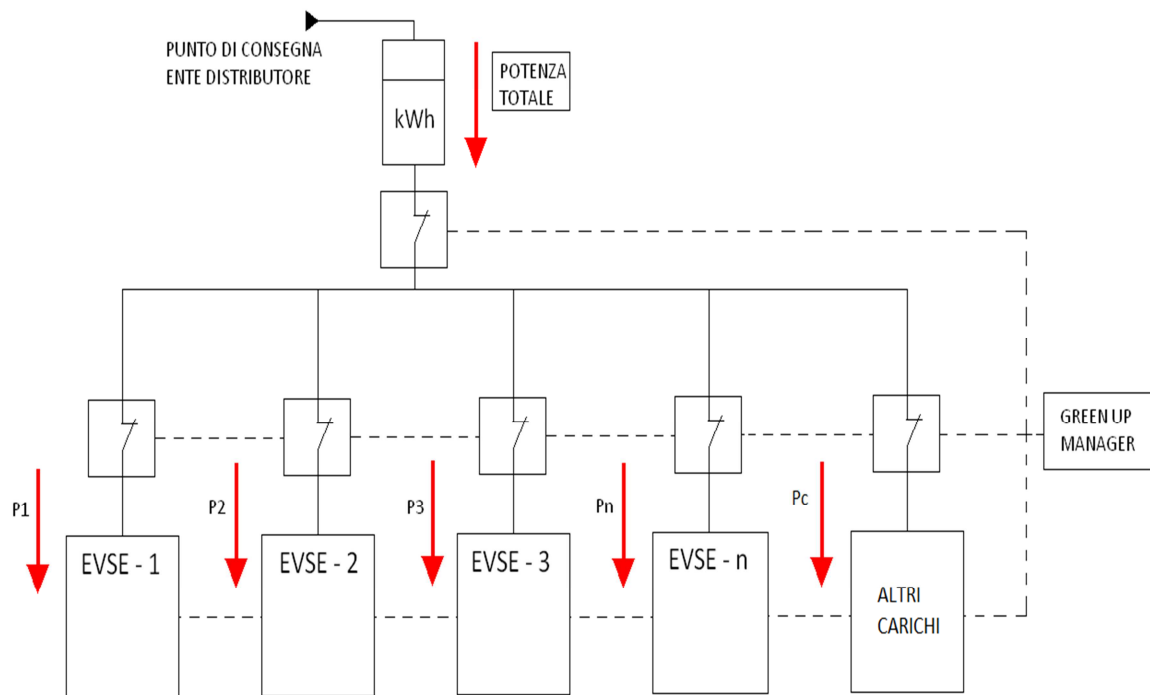 PUNTO DI CONSEGNA
ENTE DISTRIBUTORE
POTENZA
TOTALE
kWh
GREEN UP
MANAGER
P1
P2
P3
Pn
Pc
EVSE - 1
EVSE - 2
EVSE - 3
EVSE - n
ALTRI
CARICHI